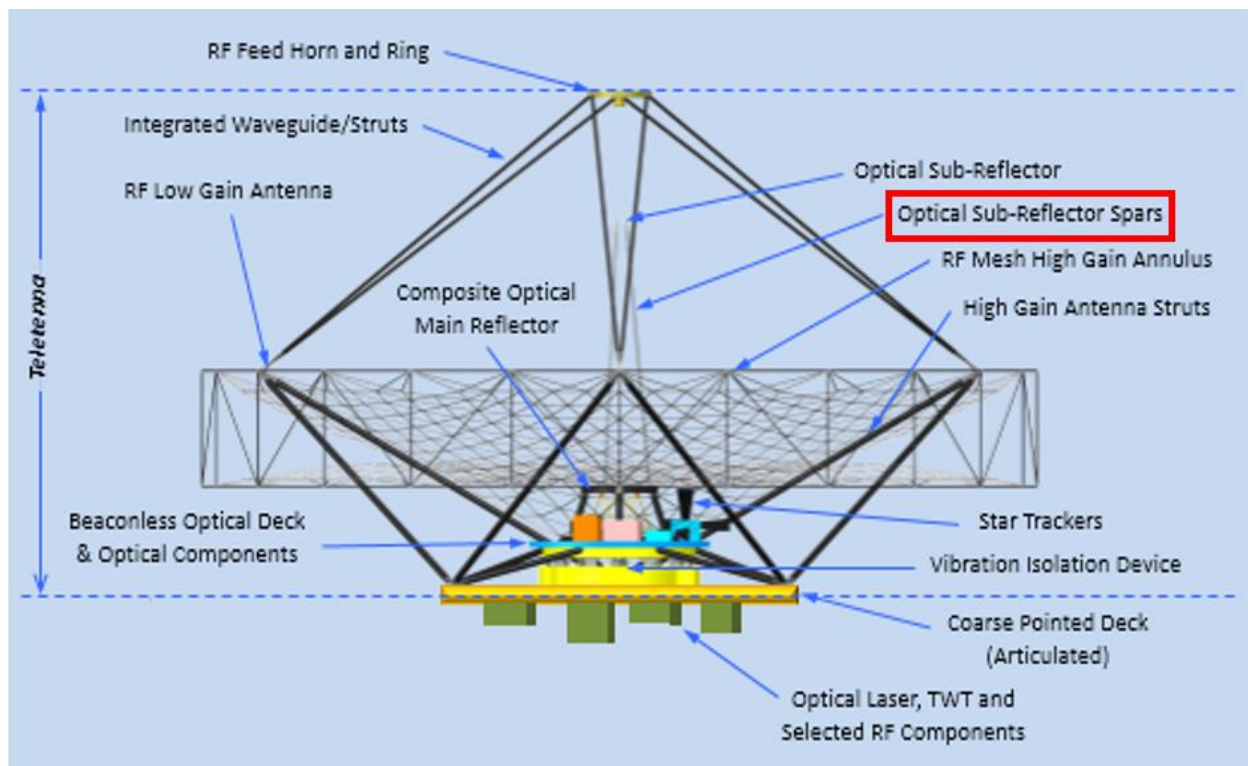 RF Feed Horn and Ring
Integrated Waveguide/Struts
RF Low Gain Antenna
Optical Sub-Reflector
Optical Sub-Reflector Spars
RF Mesh High Gain Annulus
High Gain Antenna Struts
Composite Optical
Main Reflector
Teletenna
Beaconless Optical Deck
& Optical Components
Star Trackers
Vibration Isolation Device
Coarse Pointed Deck
(Articulated)
Optical Laser, TWT and
Selected RF Components